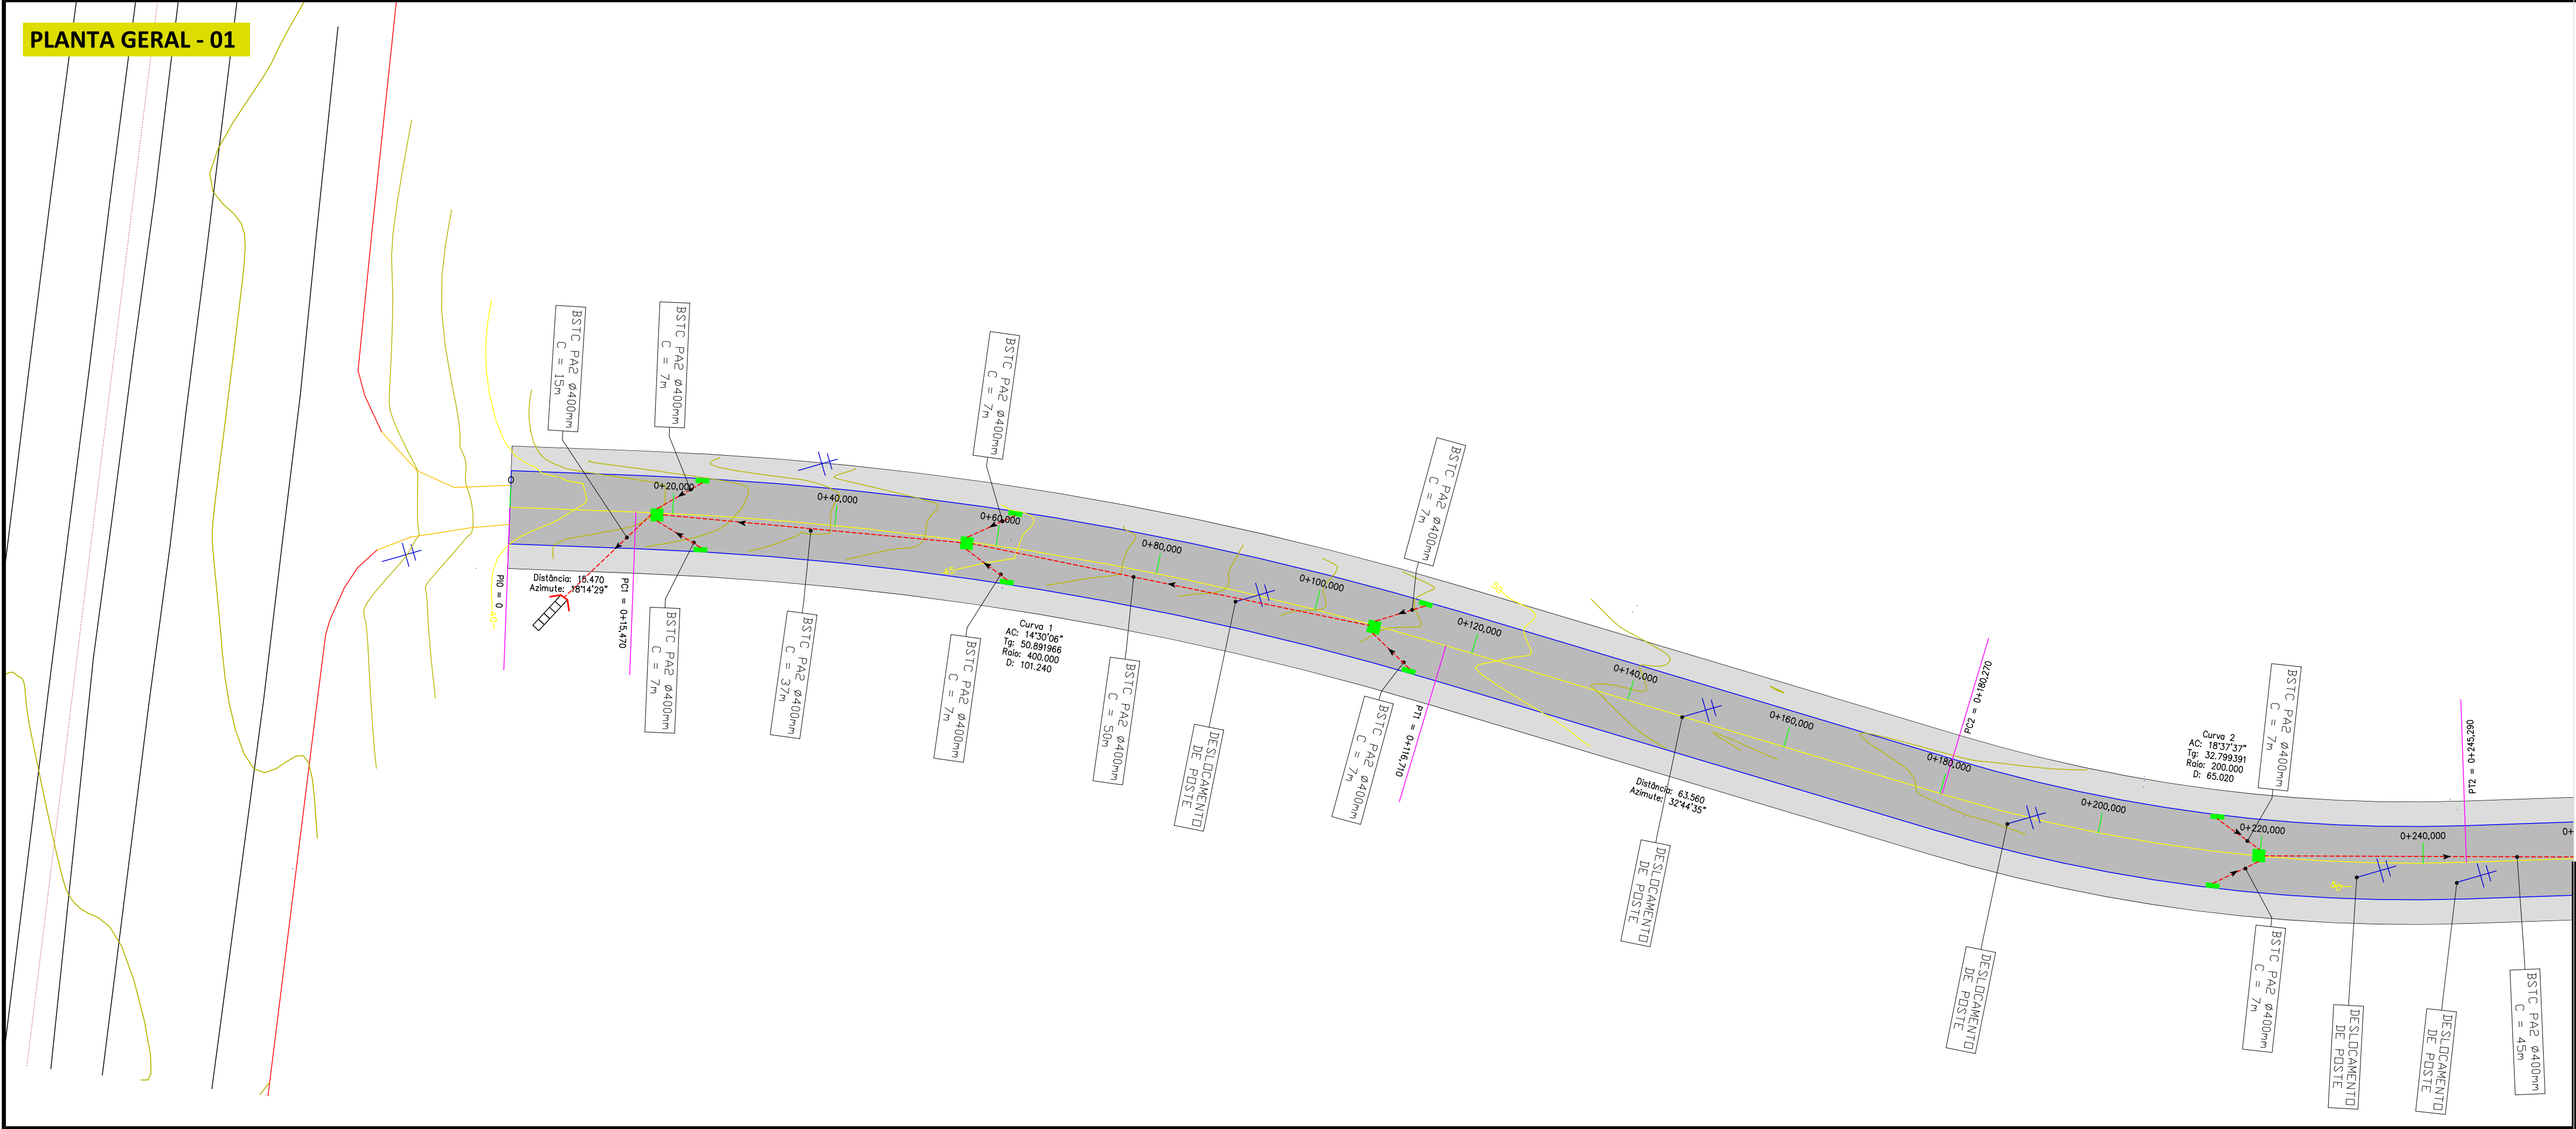 PLANTA GERAL - 01
BSTC PA2 Ø400mm
C = 15m
BSTC PA2 Ø400mm
C = 7m
BSTC PA2 Ø400mm
C = 7m
BSTC PA2 Ø400mm
C = 7m
0
0+20,000
0+40,000
0+60,000
0+80,000
0+100,000
0+120,000
0+140,000
0+160,000
0+180,000
0+200,000
0+220,000
0+240,000
0+
45
50
50
40
PI0 = 0
Distância: 15.470
Azimute: 18°14'29"
PC1 = 0+15,470
BSTC PA2 Ø400mm
C = 7m
BSTC PA2 Ø400mm
C = 37m
BSTC PA2 Ø400mm
C = 7m
Curva 1
AC: 14°30'06"
Tg: 50.891966
Raio: 400.000
D: 101.240
BSTC PA2 Ø400mm
C = 50m
DESLOCAMENTO
DE POSTE
BSTC PA2 Ø400mm
C = 7m
PT1 = 0+116,710
Distância: 63.560
Azimute: 32°44'35"
DESLOCAMENTO
DE POSTE
PC2 = 0+180,270
DESLOCAMENTO
DE POSTE
Curva 2
AC: 18°37'37"
Tg: 32.799391
Raio: 200.000
D: 65.020
BSTC PA2 Ø400mm
C = 7m
BSTC PA2 Ø400mm
C = 7m
PT2 = 0+245,290
DESLOCAMENTO
DE POSTE
DESLOCAMENTO
DE POSTE
BSTC PA2 Ø400mm
C = 45m